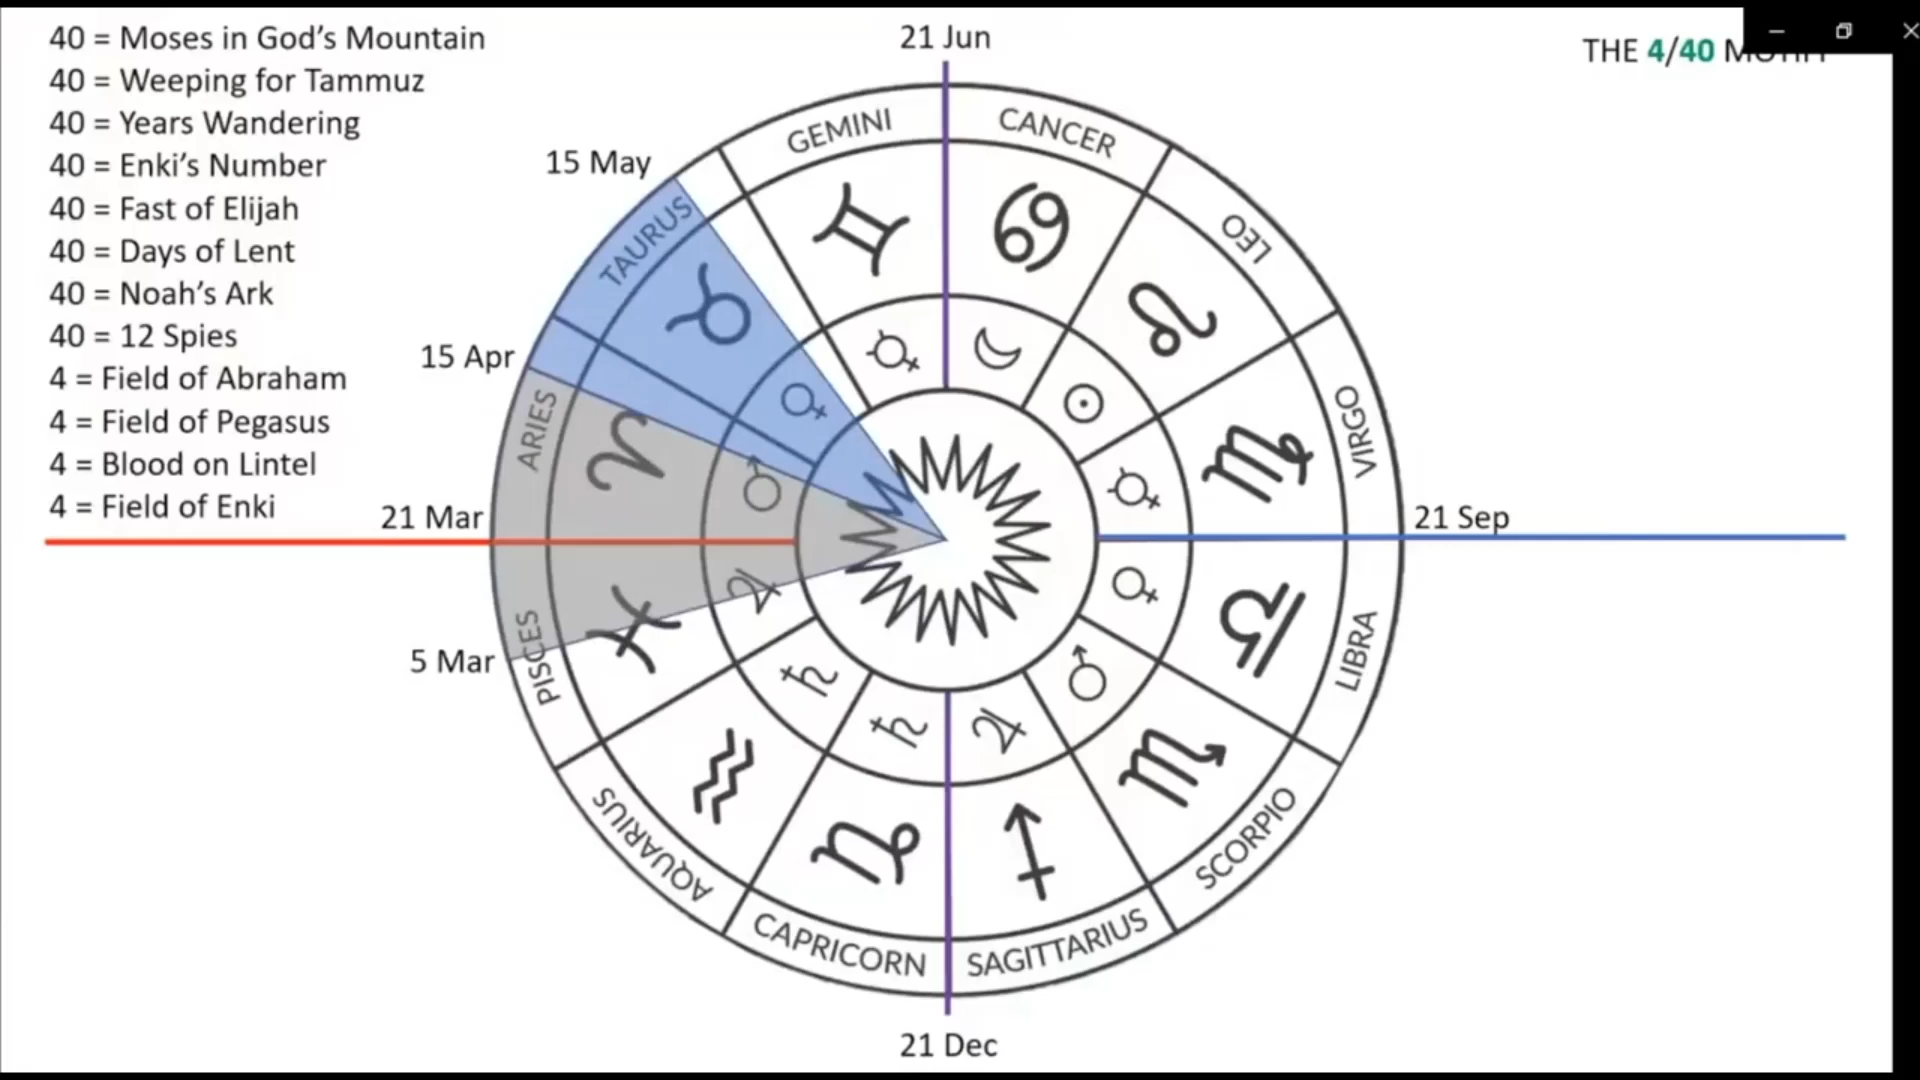 40 = Moses in God's Mountain
40 = Weeping for Tammuz
40 = Years Wandering
40 = Enki's Number
40 = Fast of Elijah
40 = Days of Lent
40 = Noah's Ark
40 = 12 Spies
4 = Field of Abraham
4 = Field of Pegasus
4 = Blood on Lintel
4 = Field of Enki
THE 4/40
21 Jun
15 May
15 Apr
21 Mar
5 Mar
21 Sep
21 Dec
GEMINI
CANCER
LEO
VIRGO
LIBRA
SCORPIO
SAGITTARIUS
CAPRICORN
AQUARIUS
PISCES
ARIES
TAURUS